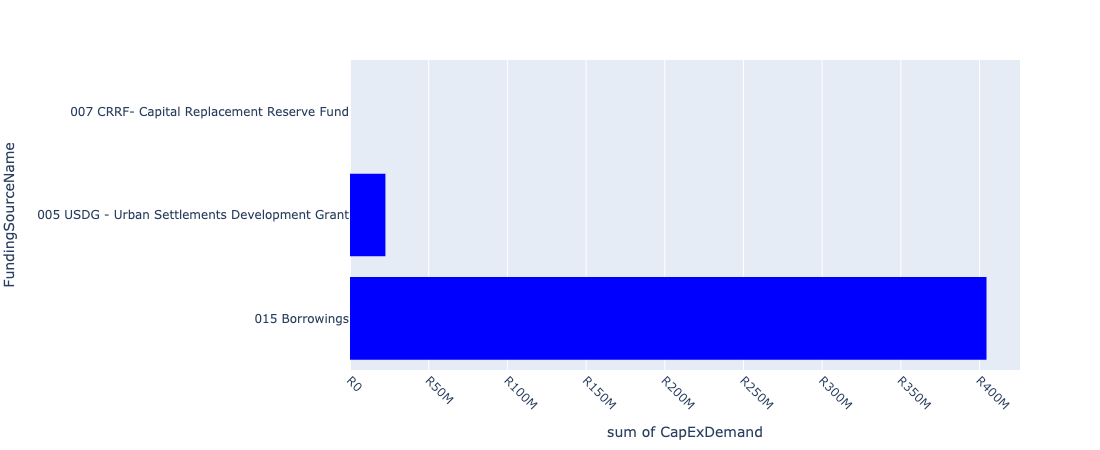 007 CRRF- Capital Replacement Reserve Fund
005 USDG - Urban Settlements Development Grant
015 Borrowings
FundingSourceName
R0
R50M
R100M
R150M
R200M
R250M
R300M
R350M
R400M
sum of CapExDemand